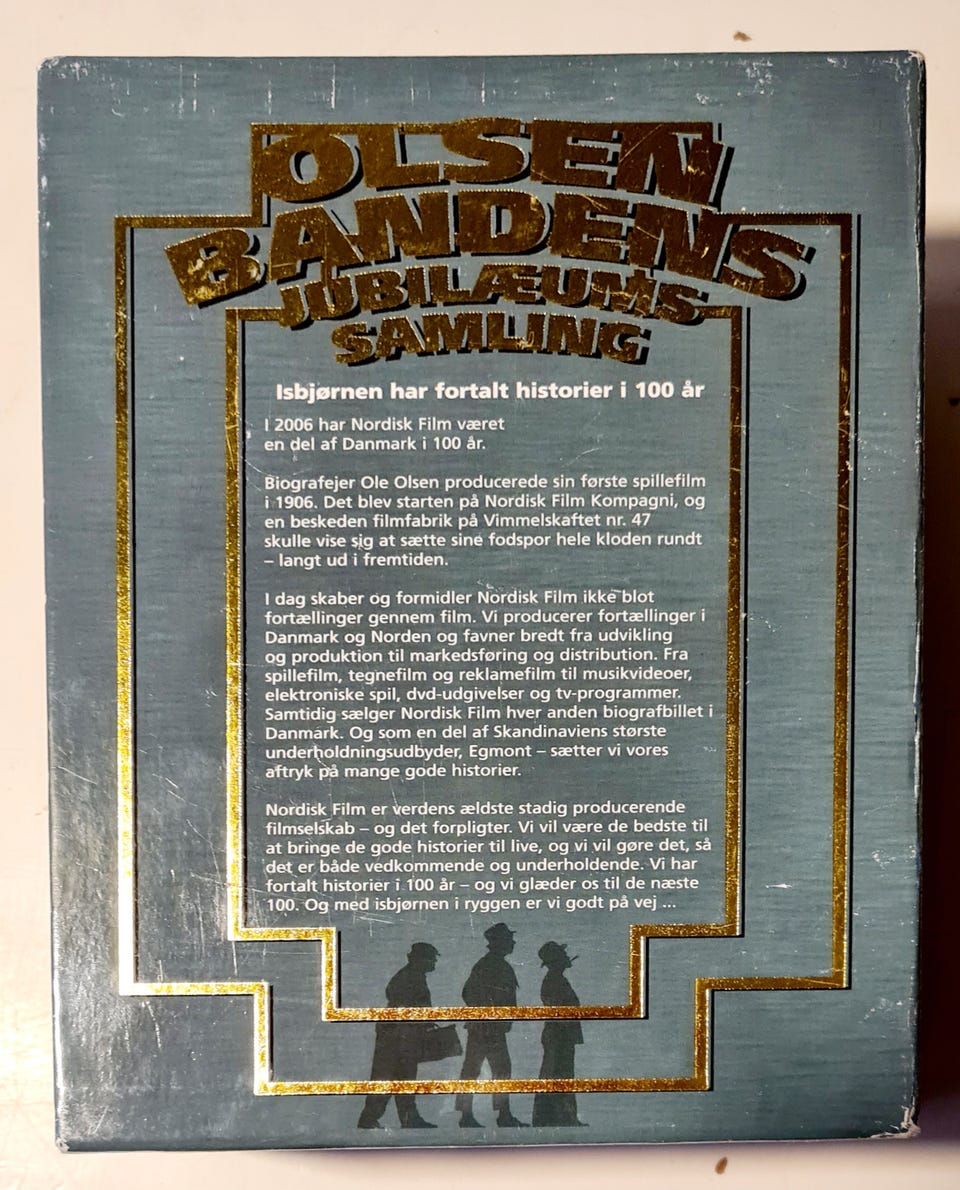 OLSEN
BANDENS
JUBILÆUMS
SAMLING
Isbjørnen har fortalt historier i 100 år
I 2006 har Nordisk Film været
en del af Danmark i 100 år.
Biografejer Ole Olsen producerede sin første spillefilm
i 1906. Det blev starten på Nordisk Film Kompagni, og
en beskeden filmfabrik på Vimmelskaftet nr. 47
skulle vise sig at sætte sine fodspor hele kloden rundt
– langt ud i fremtiden.
I dag skaber og formidler Nordisk Film ikke blot
fortællinger gennem film. Vi producerer fortællinger i
Danmark og Norden og favner bredt fra udvikling
og produktion til markedsføring og distribution. Fra
spillefilm, tegnefilm og reklamefilm til musikvideoer,
elektroniske spil, dvd-udgivelser og tv-programmer.
Samtidig sælger Nordisk Film hver anden biografbillet i
Danmark. Og som en del af Skandinaviens største
underholdningsudbyder, Egmont – sætter vi vores
aftryk på mange gode historier.
Nordisk Film er verdens ældste stadig producerende
filmselskab – og det forpligter. Vi vil være de bedste til
at bringe de gode historier til live, og vi vil gøre det, så
det er både vedkommende og underholdende. Vi har
fortalt historier i 100 år – og vi glæder os til de næste
100. Og med isbjørnen i ryggen er vi godt på vej ...